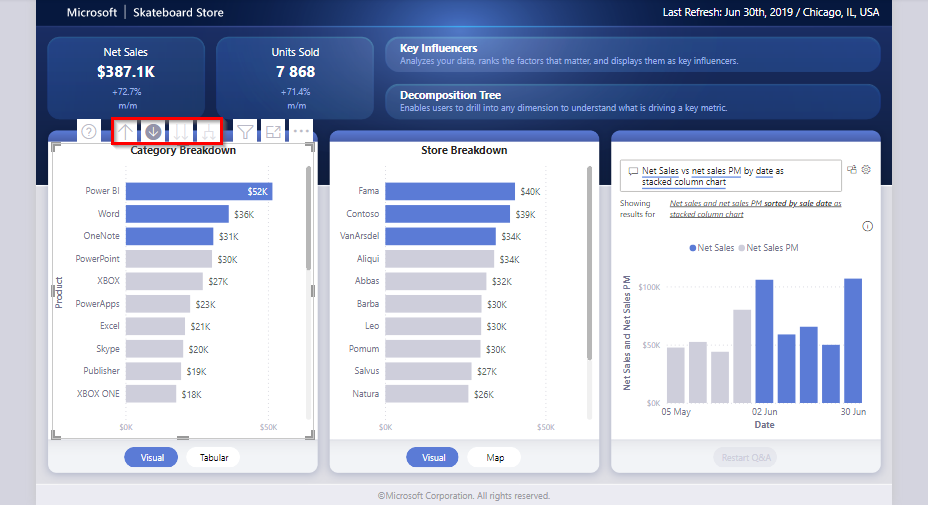 Microsoft | Skateboard Store
Last Refresh: Jun 30th, 2019 / Chicago, IL, USA
Net Sales
$387.1K
+72.7%
m/m
Units Sold
7 868
+71.4%
m/m
Key Influencers
Analyzes your data, ranks the factors that matter, and displays them as key influencers.
Decomposition Tree
Enables users to drill into any dimension to understand what is driving a key metric.
Category Breakdown
Product
Power BI $52K
Word $36K
OneNote $31K
PowerPoint $30K
XBOX $27K
PowerApps $23K
Excel $21K
Skype $20K
Publisher $19K
XBOX ONE $18K
$0K $50K
Visual Tabular
Store Breakdown
Fama $40K
Contoso $39K
VanArsdel $34K
Aliqui $34K
Abbas $32K
Barba $30K
Leo $30K
Pomum $30K
Salvus $27K
Natura $26K
$0K $50K
Visual Map
Net Sales vs net sales PM by date as
stacked column chart
Showing
results for
Net sales and net sales PM sorted by sale date as
stacked column chart
Net Sales Net Sales PM
Net Sales and Net Sales PM
$100K
$50K
$0K
05 May 02 Jun 30 Jun
Date
Restart Q&A
©Microsoft Corporation. All rights reserved.